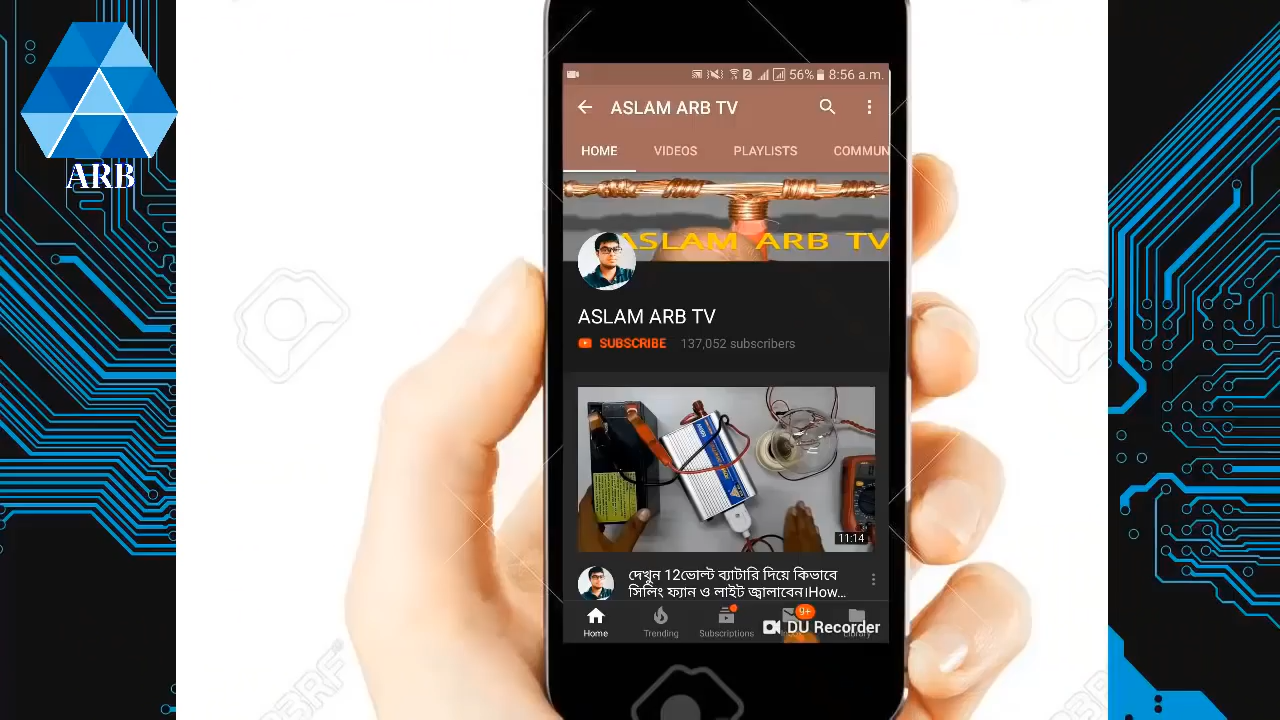 ARB
56% 8:56 a.m.
ASLAM ARB TV
HOME VIDEOS PLAYLISTS COMMUN
ASLAM ARB TV
ASLAM ARB TV
SUBSCRIBE 137,052 subscribers
11:14
দেখুন 12ভোল্ট ব্যাটারি দিয়ে কিভাবে
সিলিং ফ্যান ও লাইট জ্বালাবেন।How...
9+
DU Recorder
Home Trending Subscriptions Library